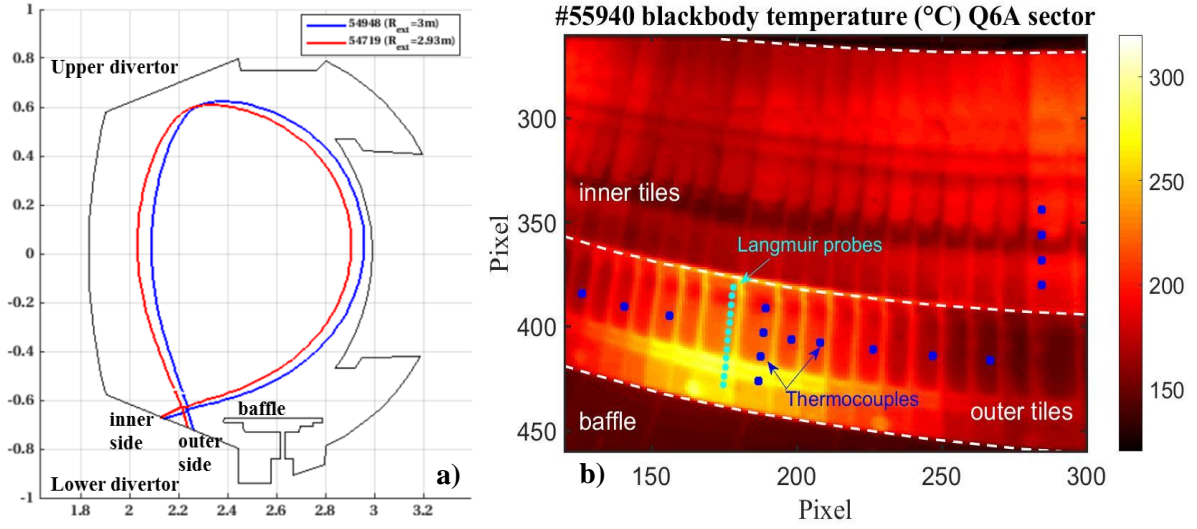 54948 (R_ext=3m)
54719 (R_ext=2.93m)
Upper divertor
1
0.8
0.6
0.4
0.2
0
-0.2
-0.4
-0.6
-0.8
-1
inner
side
outer
side
baffle
Lower divertor
a)
1.8 2 2.2 2.4 2.6 2.8 3 3.2
#55940 blackbody temperature (°C) Q6A sector
Pixel
300
350
400
450
inner tiles
Langmuir probes
Thermocouples
outer tiles
baffle
b)
150 200 250 300
Pixel
300
250
200
150